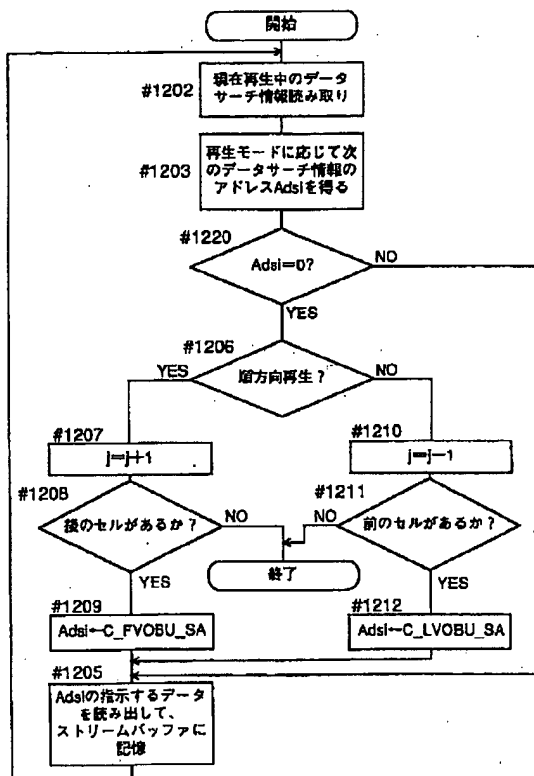 開始
#1202
現在再生中のデータ
サーチ情報読み取り
#1203
再生モードに応じて次
のデータサーチ情報の
アドレスAdsiを得る
#1220
Adsi=0?
NO
YES
#1206
順方向再生?
YES
NO
#1207
j=j+1
#1210
j=j−1
#1208
後のセルがあるか?
NO
YES
#1211
前のセルがあるか?
NO
YES
終了
#1209
Adsi←C_FVOBU_SA
#1212
Adsi←C_LVOBU_SA
#1205
Adsiの指示するデータ
を読み出して、
ストリームバッファに
記憶